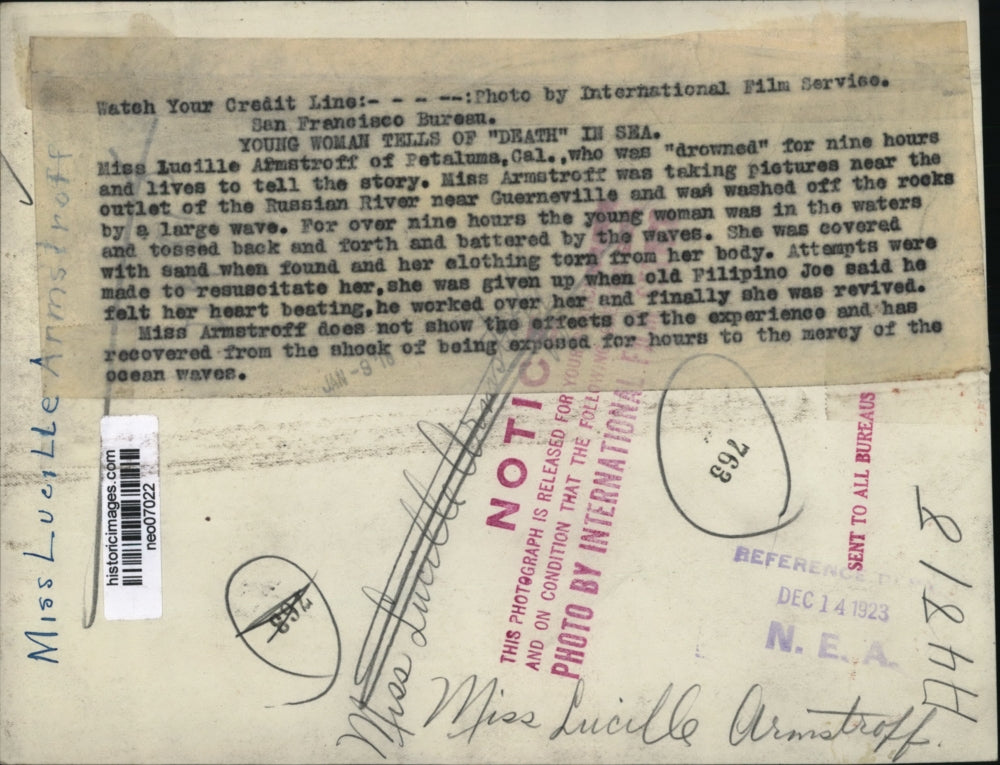 Watch Your Credit Line:- - - - --:Photo by International Film Service.
San Francisco Bureau.
YOUNG WOMAN TELLS OF "DEATH" IN SEA.
Miss Lucille Armstroff of Petaluma,Cal.,who was "drowned" for nine hours
and lives to tell the story. Miss Armstroff was taking pictures near the
outlet of the Russian River near Guerneville and was washed off the rocks
by a large wave. For over nine hours the young woman was in the waters
and tossed back and forth and battered by the waves. She was covered
with sand when found and her clothing torn from her body. Attempts were
made to resuscitate her,she was given up when old Filipino Joe said he
felt her heart beating,he worked over her and finally she was revived.
Miss Armstroff does not show the effects of the experience and has
recovered from the shock of being exposed for hours to the mercy of the
ocean waves.
JAN -9
Miss Lucille Armstroff
historicimages.com
neo07022
763
Miss Lucille
NOTIC
THIS PHOTOGRAPH IS RELEASED FOR YOUR
AND ON CONDITION THAT THE FOLLOWING
PHOTO BY INTERNATIONAL
763
SENT TO ALL BUREAUS
REFERENCE
DEC 14 1923
N. E. A.
Miss Lucille Armstroff.